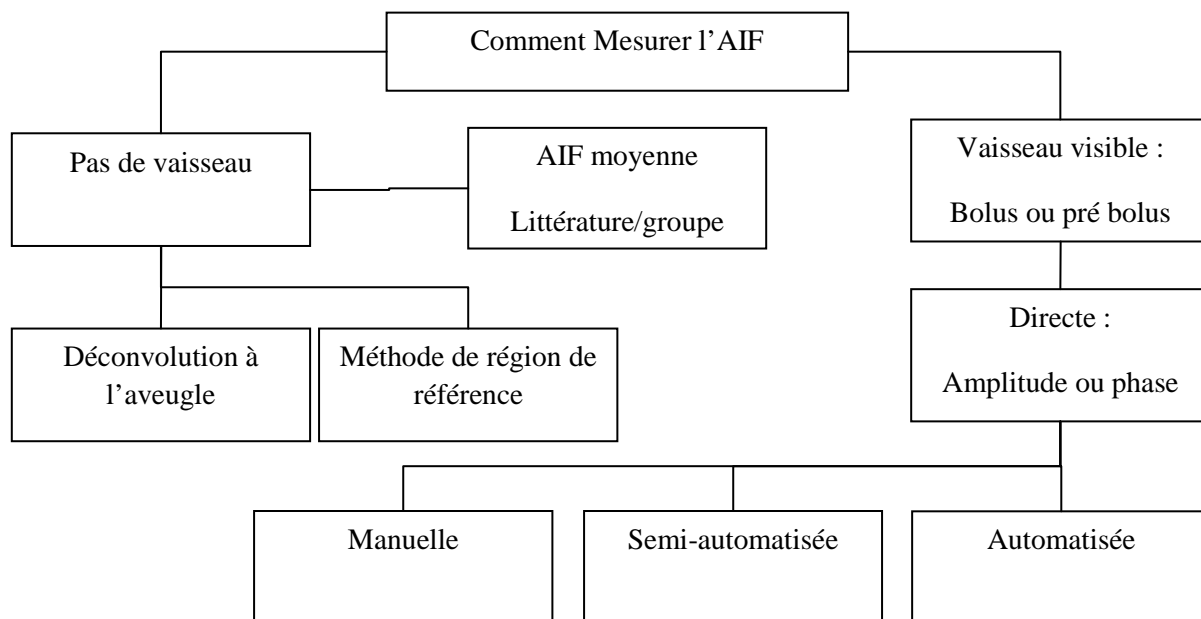 Comment Mesurer l’AIF
Pas de vaisseau
AIF moyenne
Littérature/groupe
Vaisseau visible :
Bolus ou pré bolus
Déconvolution à
l’aveugle
Méthode de région de
référence
Directe :
Amplitude ou phase
Manuelle
Semi-automatisée
Automatisée